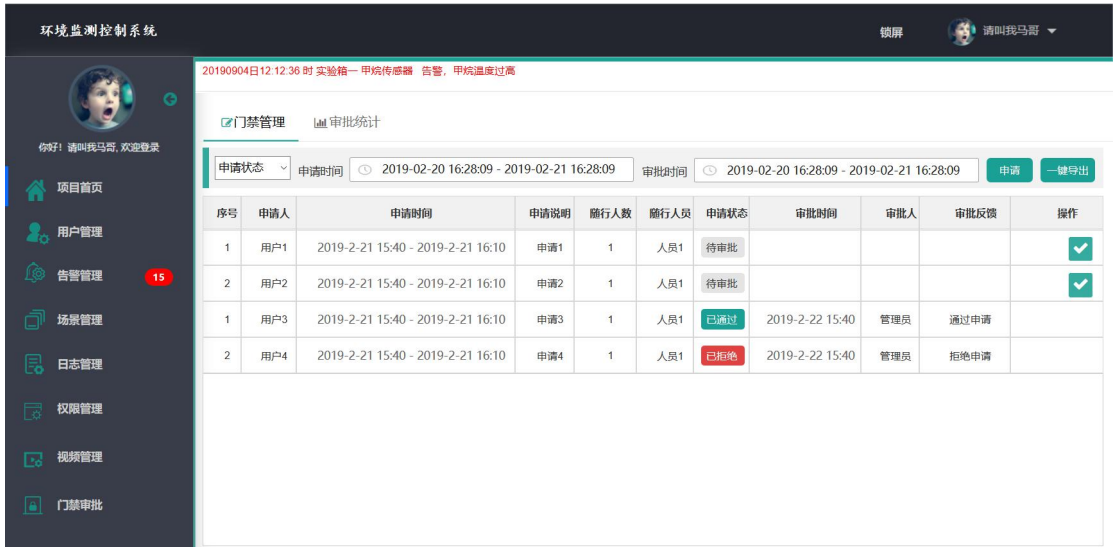 环境监测控制系统
锁屏
请叫我马哥
20190904日12:12:36 时 实验箱一 甲烷传感器 告警，甲烷温度过高
你好！请叫我马哥, 欢迎登录
门禁管理 审批统计
申请状态 申请时间 2019-02-20 16:28:09 - 2019-02-21 16:28:09 审批时间 2019-02-20 16:28:09 - 2019-02-21 16:28:09 申请 一键导出
项目首页
用户管理
告警管理 15
场景管理
日志管理
权限管理
视频管理
门禁审批
序号 申请人 申请时间 申请说明 随行人数 随行人员 申请状态 审批时间 审批人 审批反馈 操作
1 用户1 2019-2-21 15:40 - 2019-2-21 16:10 申请1 1 人员1 待审批
2 用户2 2019-2-21 15:40 - 2019-2-21 16:10 申请2 1 人员1 待审批
1 用户3 2019-2-21 15:40 - 2019-2-21 16:10 申请3 1 人员1 已通过 2019-2-22 15:40 管理员 通过申请
2 用户4 2019-2-21 15:40 - 2019-2-21 16:10 申请4 1 人员1 已拒绝 2019-2-22 15:40 管理员 拒绝申请